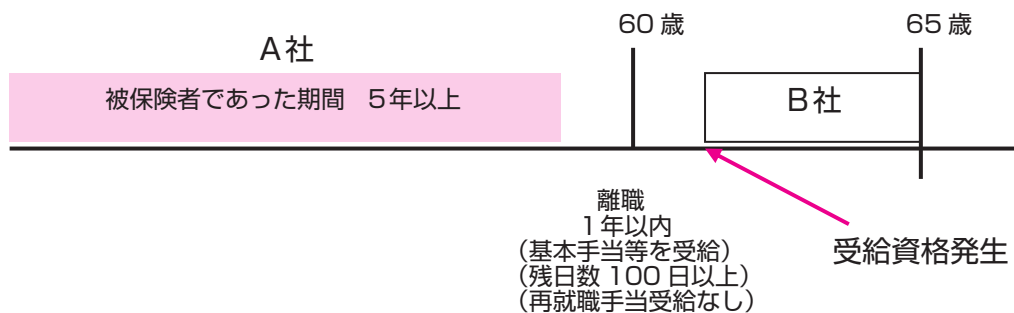 60歳
65歳
A社
被保険者であった期間　5年以上
B社
離職
1年以内
(基本手当等を受給)
(残日数100日以上)
(再就職手当受給なし)
受給資格発生